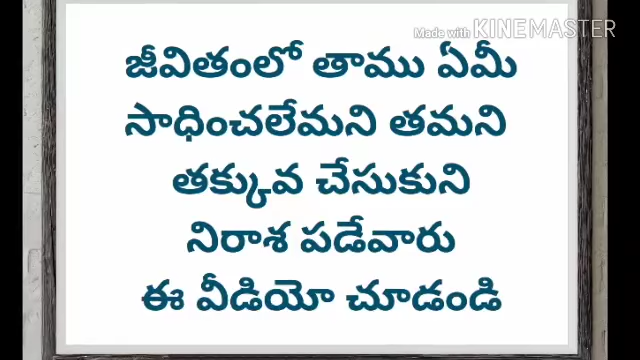 Made with KINEMASTER
జీవితంలో తాము ఏమీ
సాధించలేమని తమని
తక్కువ చేసుకుని
నిరాశ పడేవారు
ఈ వీడియో చూడండి